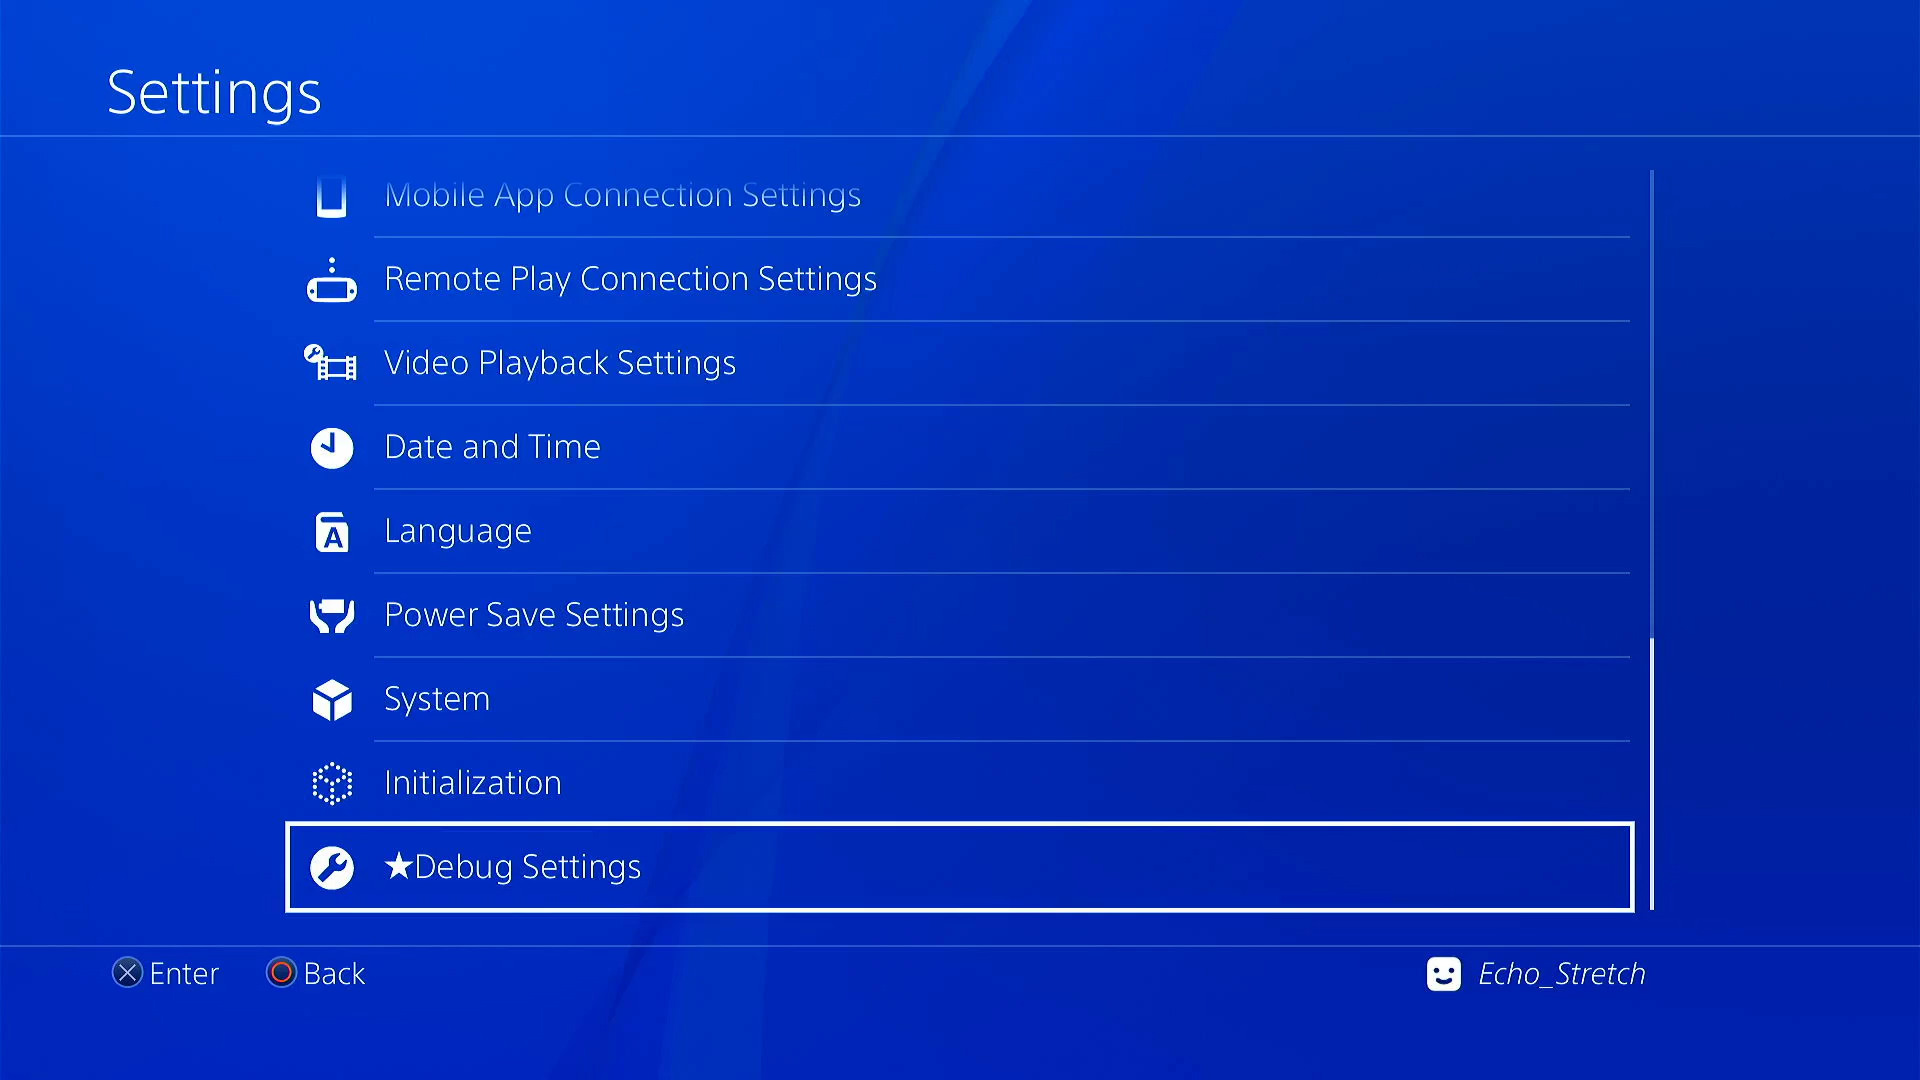 Settings
Mobile App Connection Settings
Remote Play Connection Settings
Video Playback Settings
Date and Time
Language
A
Power Save Settings
System
Initialization
★Debug Settings
Enter
Back
Echo_Stretch